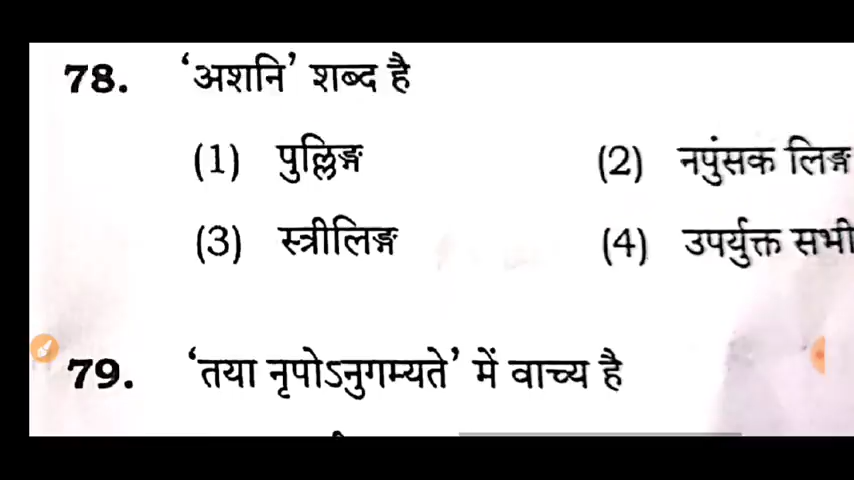 78. ‘अशनि’ शब्द है
(1) पुल्लिङ्ग (2) नपुंसक लिङ्ग
(3) स्त्रीलिङ्ग (4) उपर्युक्त सभी
79. ‘तया नृपोऽनुगम्यते’ में वाच्य है